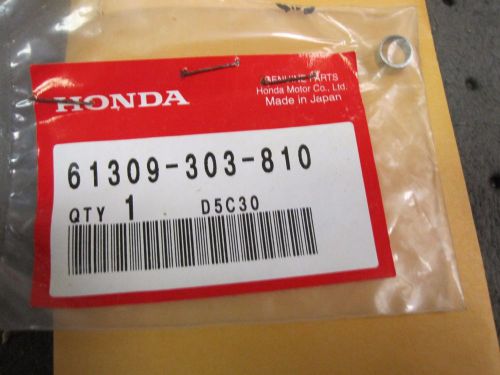 HONDA
GENUINE PARTS
Honda Motor Co., Ltd.
Made in Japan
61309-303-810
QTY 1 D5C30